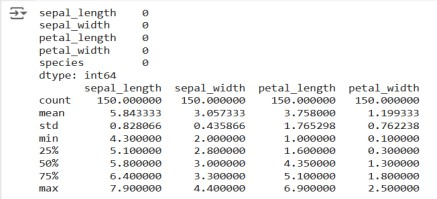 sepal_length 0
sepal_width 0
petal_length 0
petal_width 0
species 0
dtype: int64
sepal_length sepal_width petal_length petal_width
count 150.000000 150.000000 150.000000 150.000000
mean 5.843333 3.057333 3.758000 1.199333
std 0.828066 0.435866 1.765298 0.762238
min 4.300000 2.000000 1.000000 0.100000
25% 5.100000 2.800000 1.600000 0.300000
50% 5.800000 3.000000 4.350000 1.300000
75% 6.400000 3.300000 5.100000 1.800000
max 7.900000 4.400000 6.900000 2.500000